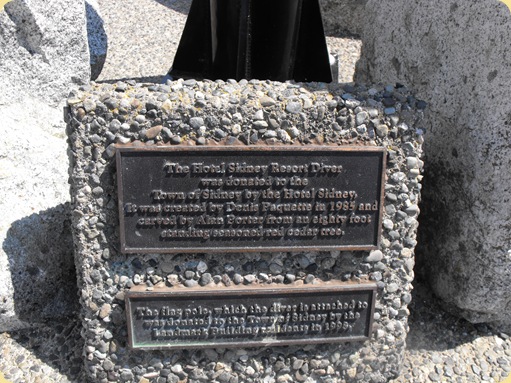 The Hotel Sidney Resort Diver
was donated to the
Town of Sidney by the Hotel Sidney.
It was created by Denis Paquette in 1985 and
carved by Alan Porter from an eighty foot
standing seasoned red cedar tree.
The flag pole, which the diver is attached to
was donated to the Town of Sidney by the
Landmark Building residents in 1998.